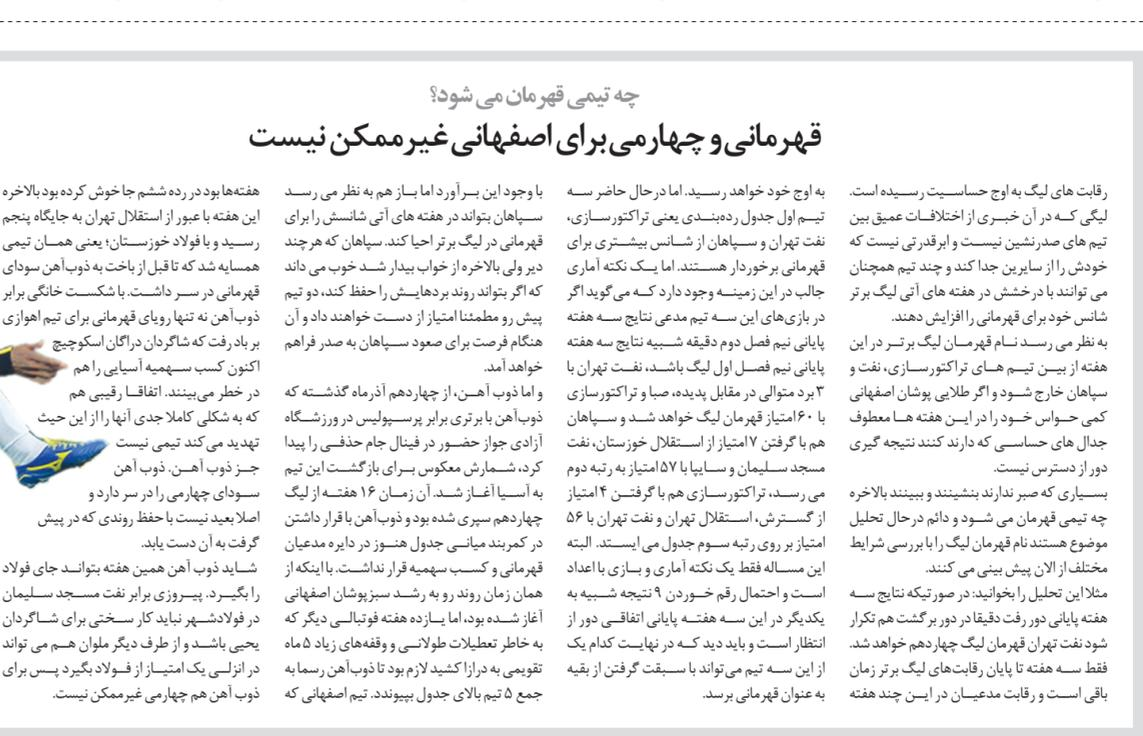 چه تیمی قهرمان می شود؟
قهرمانی و چهارمی برای اصفهانی غیرممکن نیست
رقابت های لیگ به اوج حساسیت رسیده است.
لیگی که در آن خبری از اختلافات عمیق بین
تیم های صدرنشین نیست و ابرقدرتی نیست که
خودش را از سایرین جدا کند و چند تیم همچنان
می توانند با درخشش در هفته های آتی لیگ برتر
شانس خود برای قهرمانی را افزایش دهند.
به نظر می رسد نام قهرمان لیگ برتر در این
هفته از بین تیم های تراکتورسازی، نفت و
سپاهان خارج شود و اگر طلایی پوشان اصفهانی
کمی حواس خود را در این هفته ها معطوف
جدال های حساسی که دارند کنند نتیجه گیری
دور از دسترس نیست.
بسیاری که صبر ندارند بنشینند و ببینند بالاخره
چه تیمی قهرمان می شود و دائم درحال تحلیل
موضوع هستند نام قهرمان لیگ را با بررسی شرایط
مختلف از الان پیش بینی می کنند.
مثلا این تحلیل را بخوانید: در صورتیکه نتایج سه
هفته پایانی دور رفت دقیقا در دور برگشت هم تکرار
شود نفت تهران قهرمان لیگ چهاردهم خواهد شد.
فقط سه هفته تا پایان رقابت‌های لیگ برتر زمان
باقی است و رقابت مدعیان در این چند هفته
به اوج خود خواهد رسید. اما درحال حاضر سه
تیم اول جدول رده‌بندی یعنی تراکتورسازی،
نفت تهران و سپاهان از شانس بیشتری برای
قهرمانی برخوردار هستند. اما یک نکته آماری
جالب در این زمینه وجود دارد که می گوید اگر
در بازی‌های این سه تیم مدعی نتایج سه هفته
پایانی نیم فصل دوم دقیقه شبیه نتایج سه هفته
پایانی نیم فصل اول لیگ باشد، نفت تهران با
۳ برد متوالی در مقابل پدیده، صبا و تراکتورسازی
با ۶۰ امتیاز قهرمان لیگ خواهد شد و سپاهان
هم با گرفتن ۷ امتیاز از استقلال خوزستان، نفت
مسجد سلیمان و سایپا با ۵۷ امتیاز به رتبه دوم
می رسد، تراکتورسازی هم با گرفتن ۴ امتیاز
از گسترش، استقلال تهران و نفت تهران با ۵۶
امتیاز بر روی رتبه سوم جدول می ایستد. البته
این مساله فقط یک نکته آماری و بازی با اعداد
است و احتمال رقم خوردن ۹ نتیجه شبیه به
یکدیگر در این سه هفته پایانی اتفاقی دور از
انتظار است و باید دید که در نهایت کدام یک
از این سه تیم می‌تواند با سبقت گرفتن از بقیه
به عنوان قهرمانی برسد.
با وجود این برآورد اما باز هم به نظر می رسد
سپاهان بتواند در هفته های آتی شانسش را برای
قهرمانی در لیگ برتر احیا کند. سپاهان که هرچند
دیر ولی بالاخره از خواب بیدار شد خوب می داند
که اگر بتواند روند بردهایش را حفظ کند، دو تیم
پیش رو مطمئنا امتیاز از دست خواهند داد و آن
هنگام فرصت برای صعود سپاهان به صدر فراهم
خواهد آمد.
و اما ذوب آهن، از چهاردهم آذرماه گذشته که
ذوب‌آهن با برتری برابر پرسپولیس در ورزشگاه
آزادی جواز حضور در فینال جام حذفی را پیدا
کرد، شمارش معکوس برای بازگشت این تیم
به آسیا آغاز شد. آن زمان ۱۶ هفته از لیگ
چهاردهم سپری شده بود و ذوب‌آهن با قرار داشتن
در کمربند میانی جدول هنوز در دایره مدعیان
قهرمانی و کسب سهمیه قرار نداشت. با اینکه از
همان زمان روند رو به رشد سبزپوشان اصفهانی
آغاز شده بود، اما یازده هفته فوتبالی دیگر که
به خاطر تعطیلات طولانی و وقفه‌های زیاد ۵ ماه
تقویمی به درازا کشید لازم بود تا ذوب‌آهن رسما به
جمع ۵ تیم بالای جدول بپیوندد. تیم اصفهانی که
هفته‌ها بود در رده ششم جا خوش کرده بود بالاخره
این هفته با عبور از استقلال تهران به جایگاه پنجم
رسید و با فولاد خوزستان؛ یعنی همان تیمی
همسایه شد که تا قبل از باخت به ذوب‌آهن سودای
قهرمانی در سر داشت. با شکست خانگی برابر
ذوب‌آهن نه تنها رویای قهرمانی برای تیم اهوازی
بر باد رفت که شاگردان دراگان اسکوچیچ
اکنون کسب سهمیه آسیایی را هم
در خطر می‌بینند. اتفاقا رقیبی هم
که به شکلی کاملا جدی آنها را از این حیث
تهدید می کند تیمی نیست
جز ذوب آهن. ذوب آهن
سودای چهارمی را در سر دارد و
اصلا بعید نیست با حفظ روندی که در پیش
گرفت به آن دست یابد.
شاید ذوب آهن همین هفته بتواند جای فولاد
را بگیرد. پیروزی برابر نفت مسجد سلیمان
در فولادشهر نباید کار سختی برای شاگردان
یحیی باشد و از طرف دیگر ملوان هم می تواند
در انزلی یک امتیاز از فولاد بگیرد پس برای
ذوب آهن هم چهارمی غیرممکن نیست.